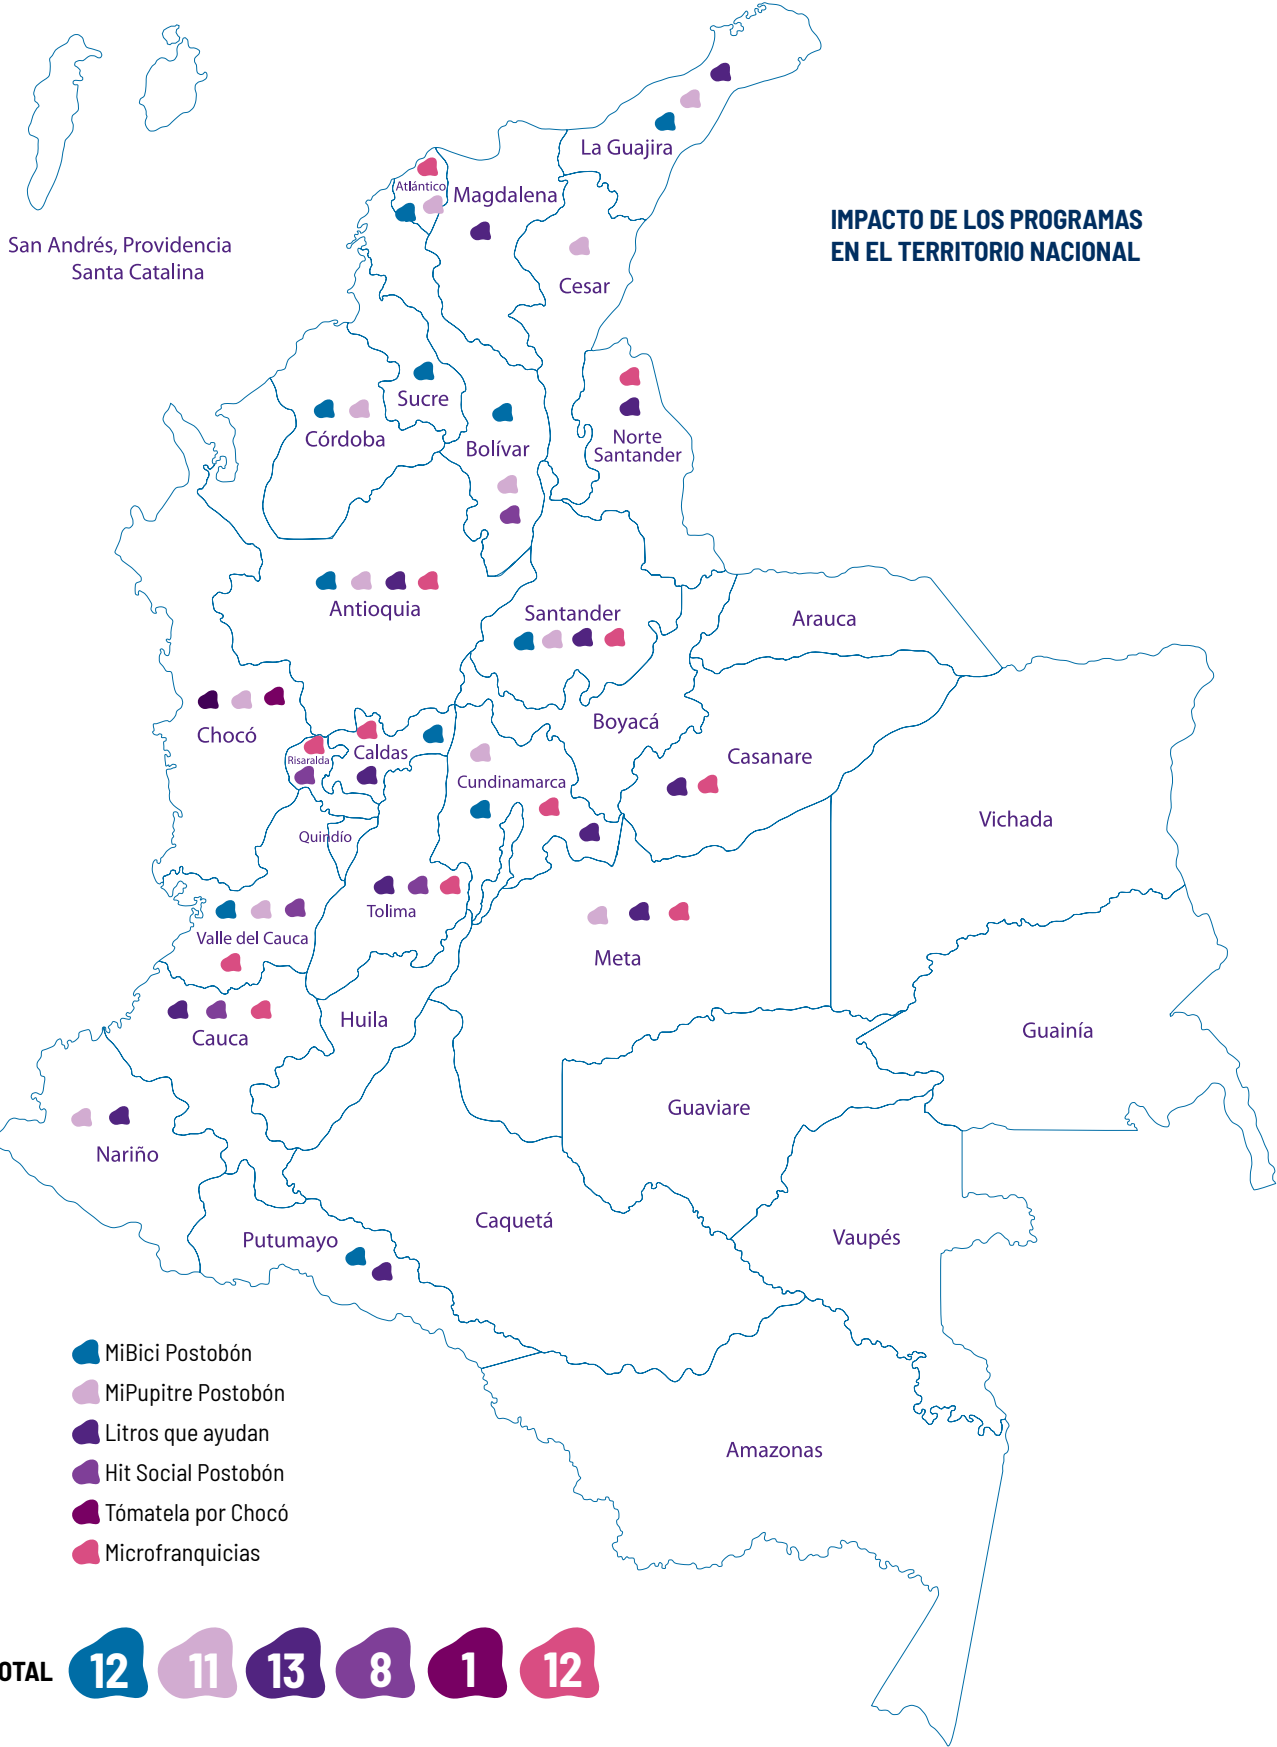 La Guajira
Atlántico
Magdalena
IMPACTO DE LOS PROGRAMAS
EN EL TERRITORIO NACIONAL
San Andrés, Providencia
Santa Catalina
Cesar
Sucre
Córdoba
Bolívar
Norte
Santander
Antioquia
Santander
Arauca
Chocó
Boyacá
Risaralda
Caldas
Casanare
Cundinamarca
Vichada
Quindío
Tolima
Valle del Cauca
Meta
Huila
Cauca
Guainía
Guaviare
Nariño
Caquetá
Putumayo
Vaupés
MiBici Postobón
MiPupitre Postobón
Litros que ayudan
Hit Social Postobón
Tómatela por Chocó
Microfranquicias
Amazonas
OTAL 12 11 13 8 1 12